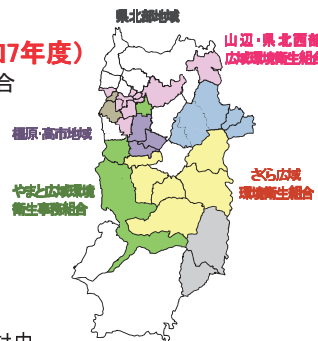 県北部地域
和7年度）
合
山辺・県北西部
広域環境衛生組合
橿原・高市地域
さくら広域
環境衛生組合
やまと広域環境
衛生事務組合